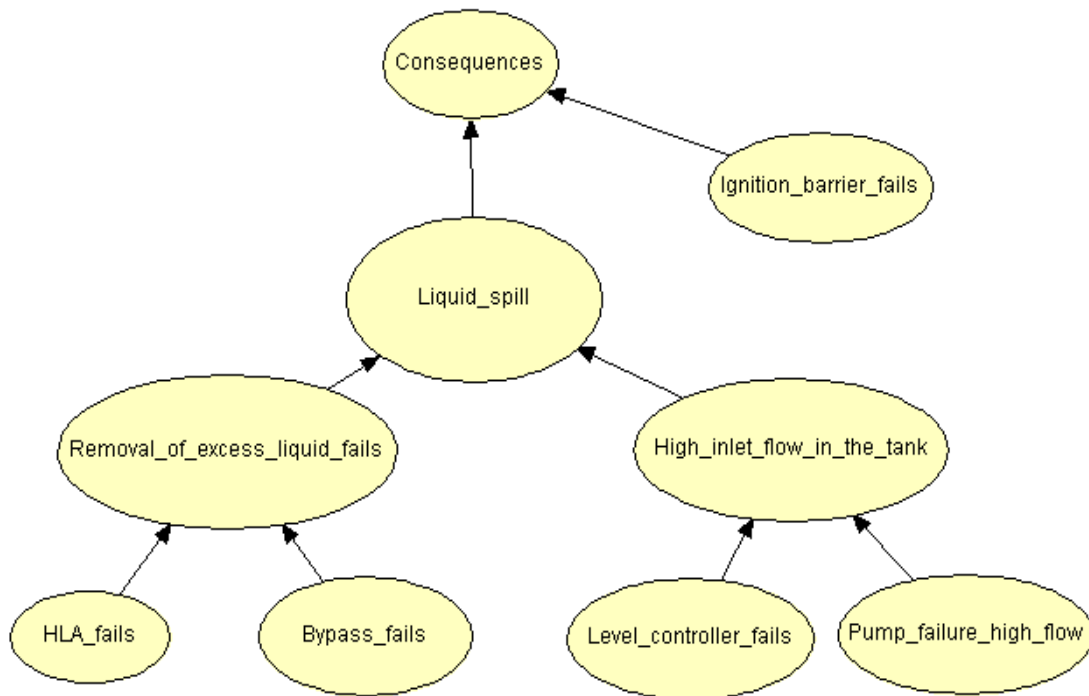 Consequences
Ignition_barrier_fails
Liquid_spill
Removal_of_excess_liquid_fails
High_inlet_flow_in_the_tank
HLA_fails
Bypass_fails
Level_controller_fails
Pump_failure_high_flow